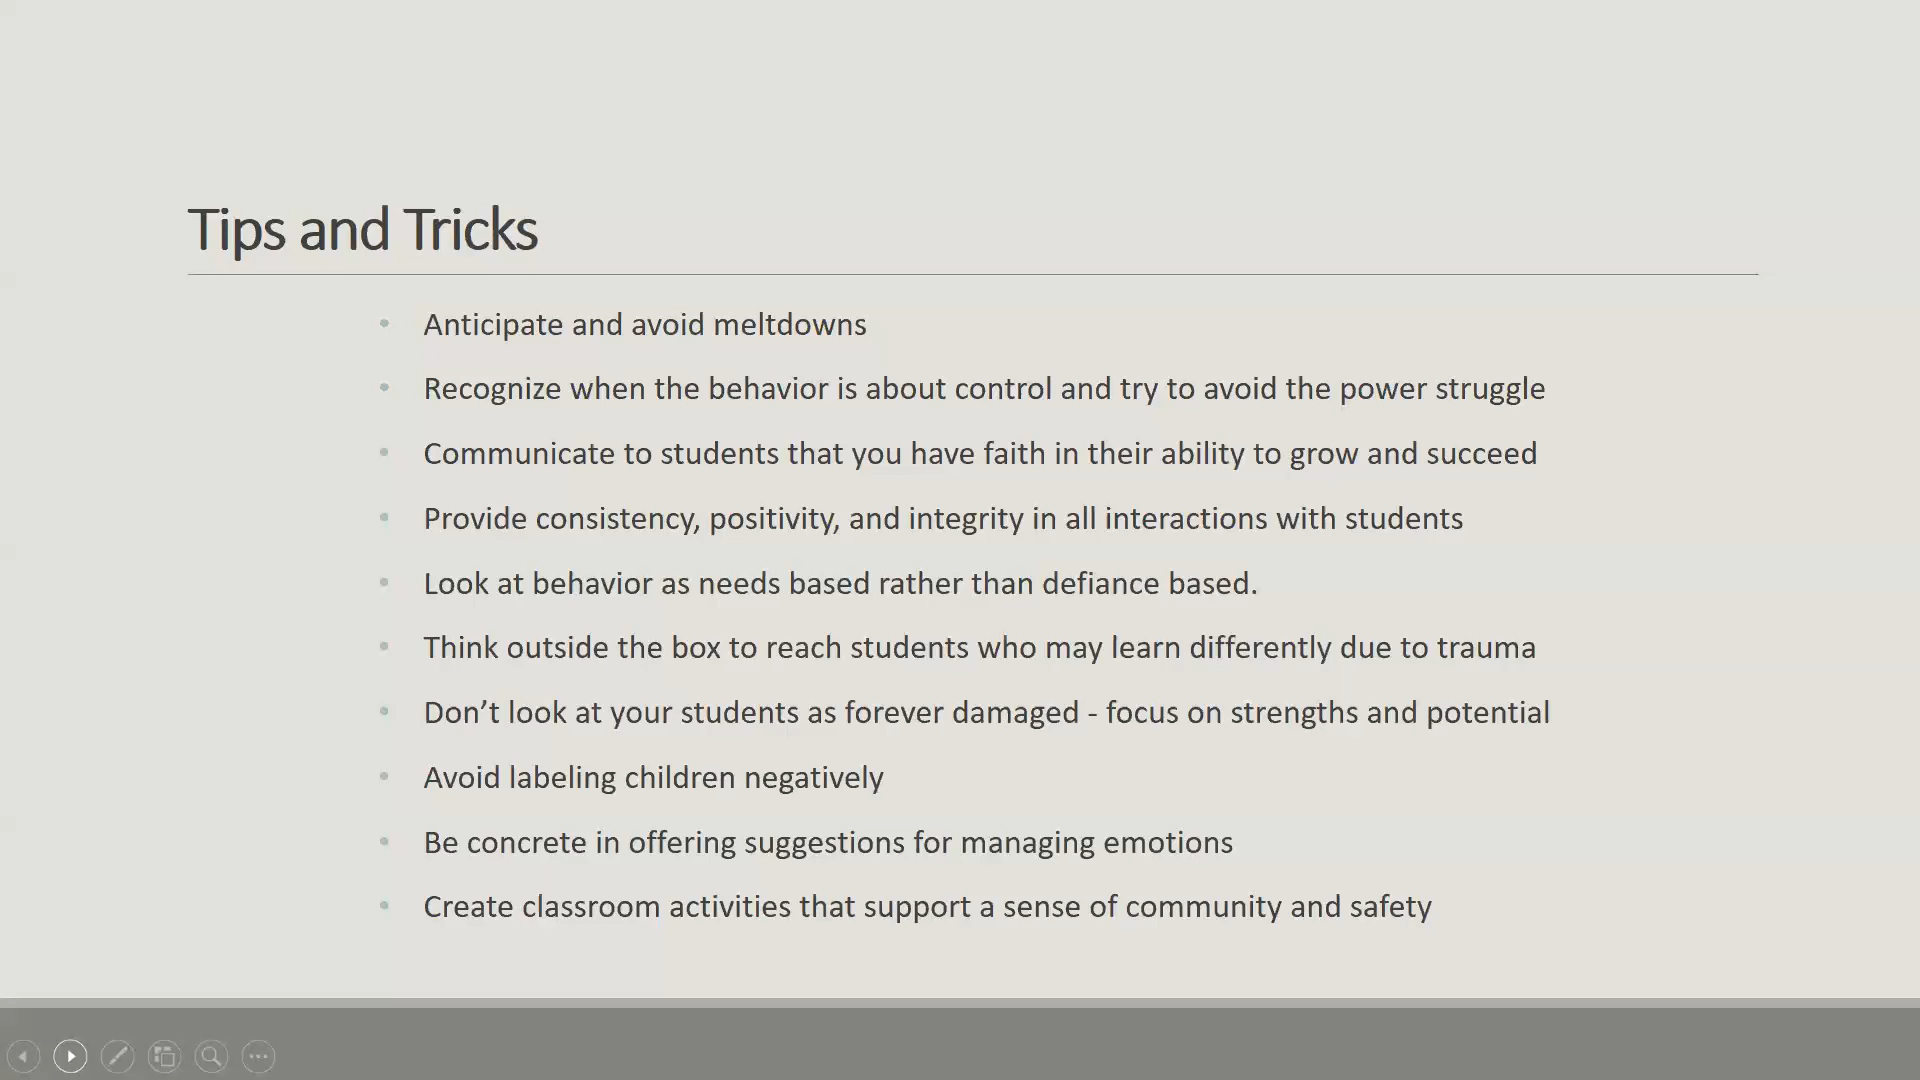 Tips and Tricks
• Anticipate and avoid meltdowns
• Recognize when the behavior is about control and try to avoid the power struggle
• Communicate to students that you have faith in their ability to grow and succeed
• Provide consistency, positivity, and integrity in all interactions with students
• Look at behavior as needs based rather than defiance based.
• Think outside the box to reach students who may learn differently due to trauma
• Don’t look at your students as forever damaged - focus on strengths and potential
• Avoid labeling children negatively
• Be concrete in offering suggestions for managing emotions
• Create classroom activities that support a sense of community and safety